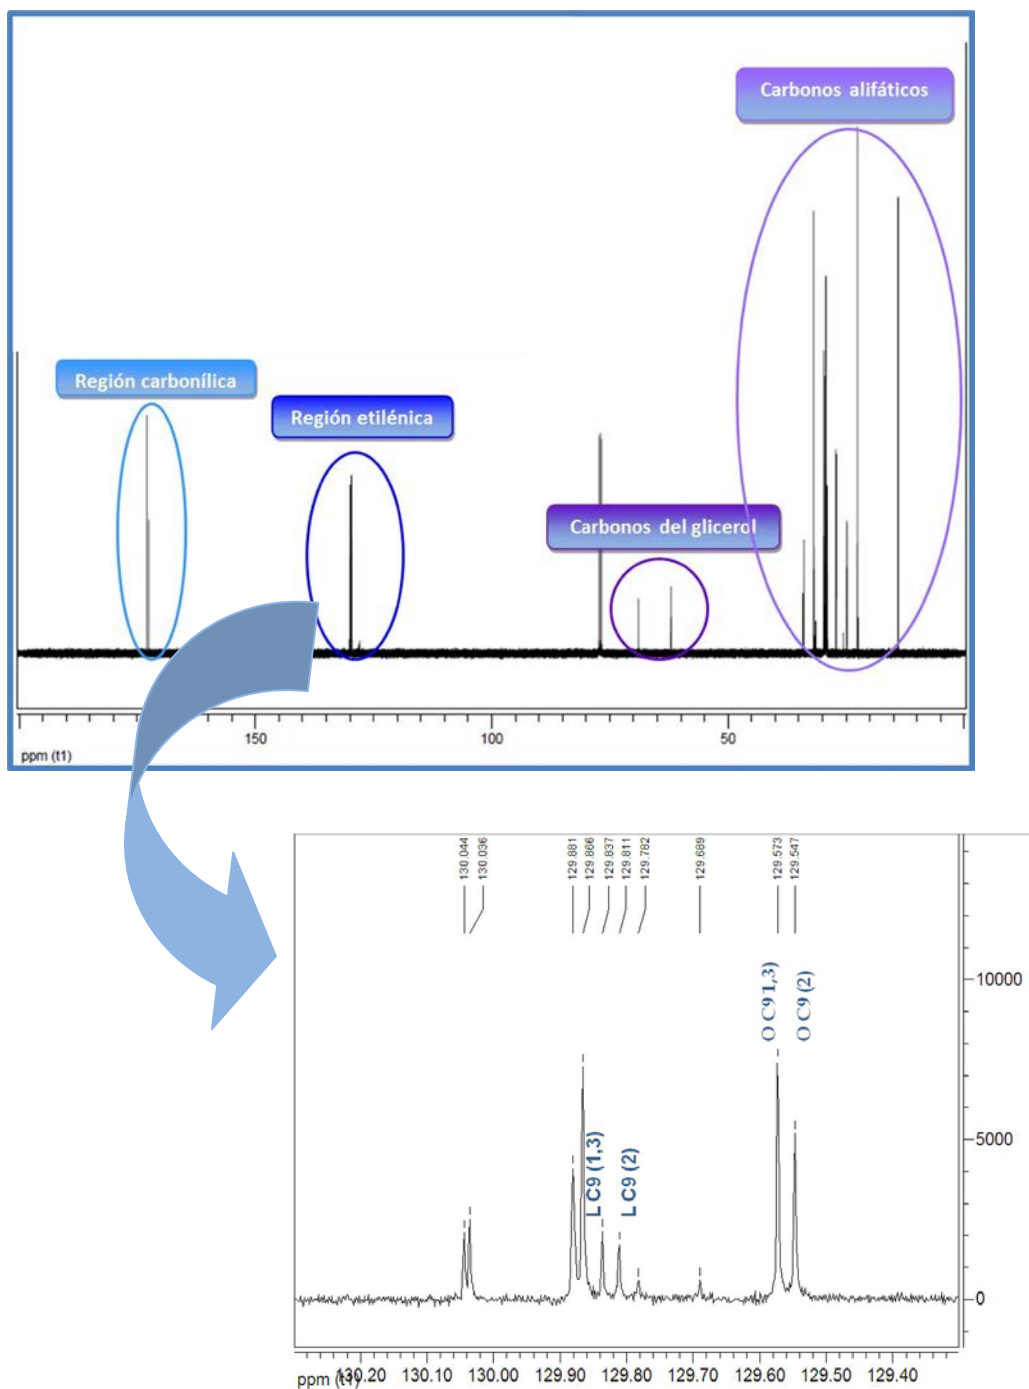 Carbonos alifáticos
Región carbonílica
Región etilénica
Carbonos del glicerol
150
100
50
ppm (t1)
130.044
130.036
129.881
129.866
129.837
129.811
129.782
129.689
129.573
129.547
L C9 (1,3)
L C9 (2)
O C9 1,3)
O C9 (2)
10000
5000
0
130.20
130.10
130.00
129.90
129.80
129.70
129.60
129.50
129.40
ppm (t1)